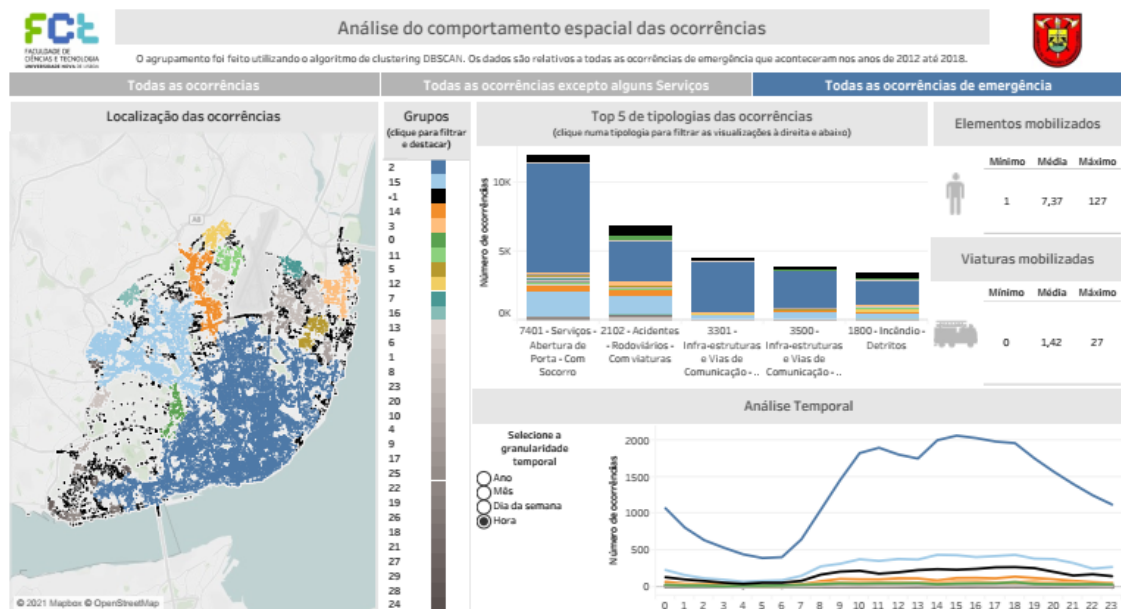 FCt
FACULDADE DE
CIÊNCIAS E TECNOLOGIA
UNIVERSIDADE NOVA DE LISBOA
Análise do comportamento espacial das ocorrências
O agrupamento foi feito utilizando o algoritmo de clustering DBSCAN. Os dados são relativos a todas as ocorrências de emergência que aconteceram nos anos de 2012 até 2018.
Todas as ocorrências
Todas as ocorrências excepto alguns Serviços
Todas as ocorrências de emergência
Localização das ocorrências
A8
© 2021 Mapbox © OpenStreetMap
Grupos
(clique para filtrar
e destacar)
2
15
-1
14
3
0
11
5
12
7
16
13
6
1
8
23
20
10
4
9
17
25
22
19
26
18
21
27
29
28
24
Top 5 de tipologias das ocorrências
(clique numa tipologia para filtrar as visualizações à direita e abaixo)
Número de ocorrências
10K
5K
0K
7401 - Serviços -
Abertura de
Porta - Com
Socorro
2102 - Acidentes
- Rodoviários -
Com viaturas
3301 -
Infra-estruturas
e Vias de
Comunicação - ..
3500 -
Infra-estruturas
e Vias de
Comunicação - ..
1800 - Incêndio -
Detritos
Elementos mobilizados
Mínimo Média Máximo
1 7,37 127
Viaturas mobilizadas
Mínimo Média Máximo
0 1,42 27
Análise Temporal
Selecione a
granularidade
temporal
Ano
Mês
Dia da semana
Hora
Número de ocorrências
2000
1500
1000
500
0
0 1 2 3 4 5 6 7 8 9 10 11 12 13 14 15 16 17 18 19 20 21 22 23